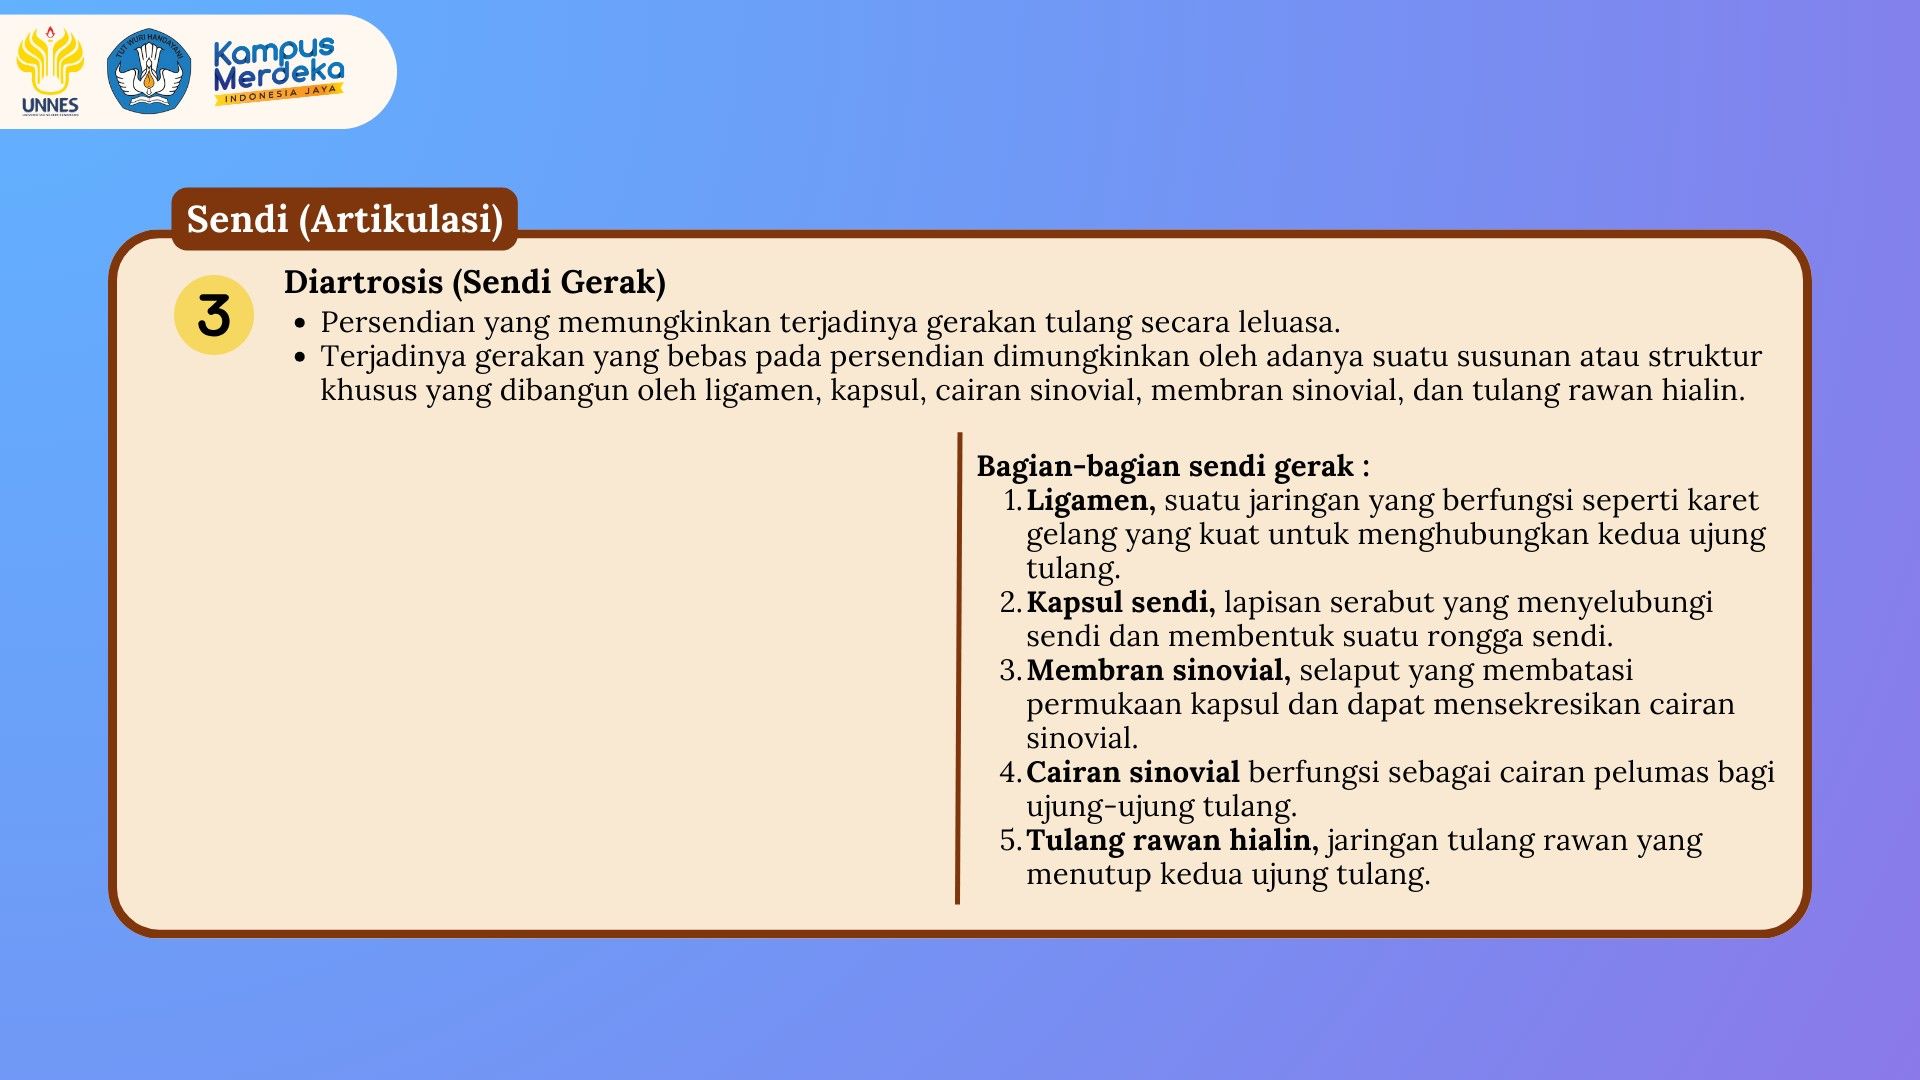 UNNES
TUT WURI HANDAYANI
Kampus
Merdeka
INDONESIA JAYA
Sendi (Artikulasi)
3
Diartrosis (Sendi Gerak)
• Persendian yang memungkinkan terjadinya gerakan tulang secara leluasa.
• Terjadinya gerakan yang bebas pada persendian dimungkinkan oleh adanya suatu susunan atau struktur
khusus yang dibangun oleh ligamen, kapsul, cairan sinovial, membran sinovial, dan tulang rawan hialin.
Bagian-bagian sendi gerak :
1. Ligamen, suatu jaringan yang berfungsi seperti karet
gelang yang kuat untuk menghubungkan kedua ujung
tulang.
2. Kapsul sendi, lapisan serabut yang menyelubungi
sendi dan membentuk suatu rongga sendi.
3. Membran sinovial, selaput yang membatasi
permukaan kapsul dan dapat mensekresikan cairan
sinovial.
4. Cairan sinovial berfungsi sebagai cairan pelumas bagi
ujung-ujung tulang.
5. Tulang rawan hialin, jaringan tulang rawan yang
menutup kedua ujung tulang.